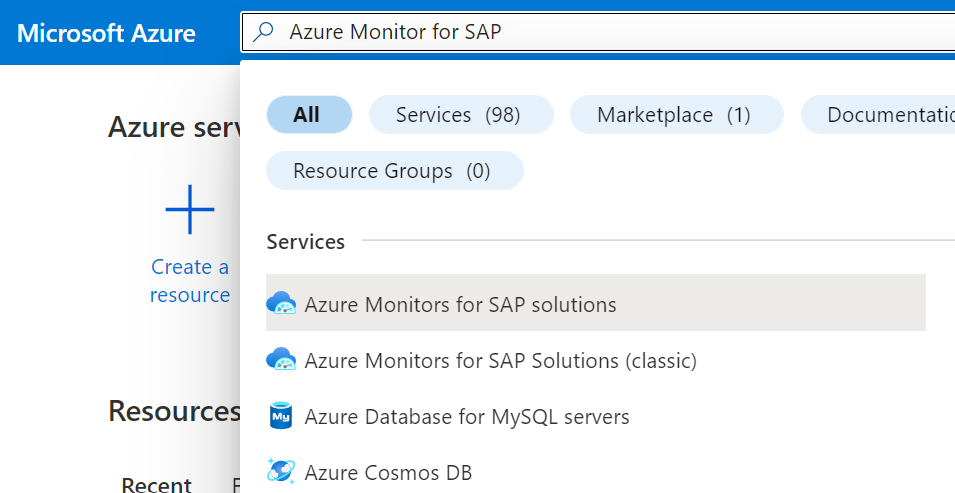 Microsoft Azure
Azure Monitor for SAP
All
Services (98)
Marketplace (1)
Resource Groups (0)
Azure
Create a
resource
Services
Azure Monitors for SAP solutions
Azure Monitors for SAP Solutions (classic)
Azure Database for MySQL servers
My
Azure Cosmos DB
Resources
Recent